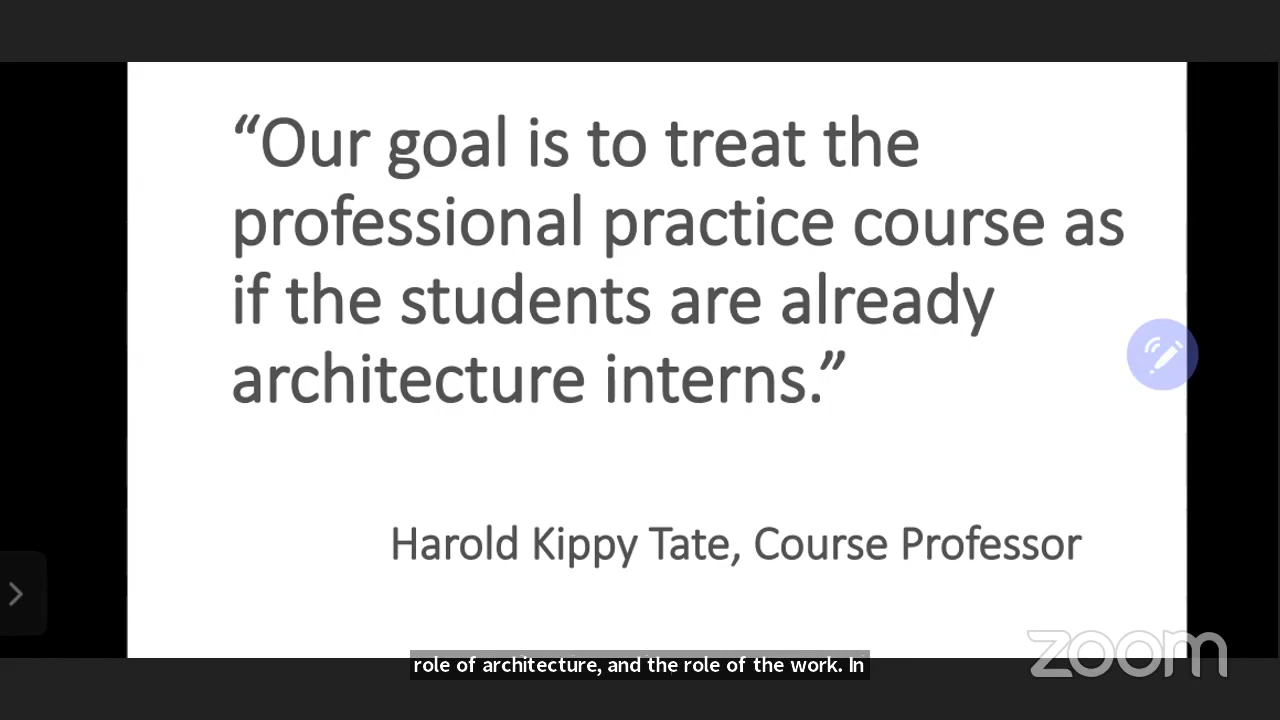 “Our goal is to treat the
professional practice course as
if the students are already
architecture interns.”
Harold Kippy Tate, Course Professor
zoom
role of architecture, and the role of the work. In